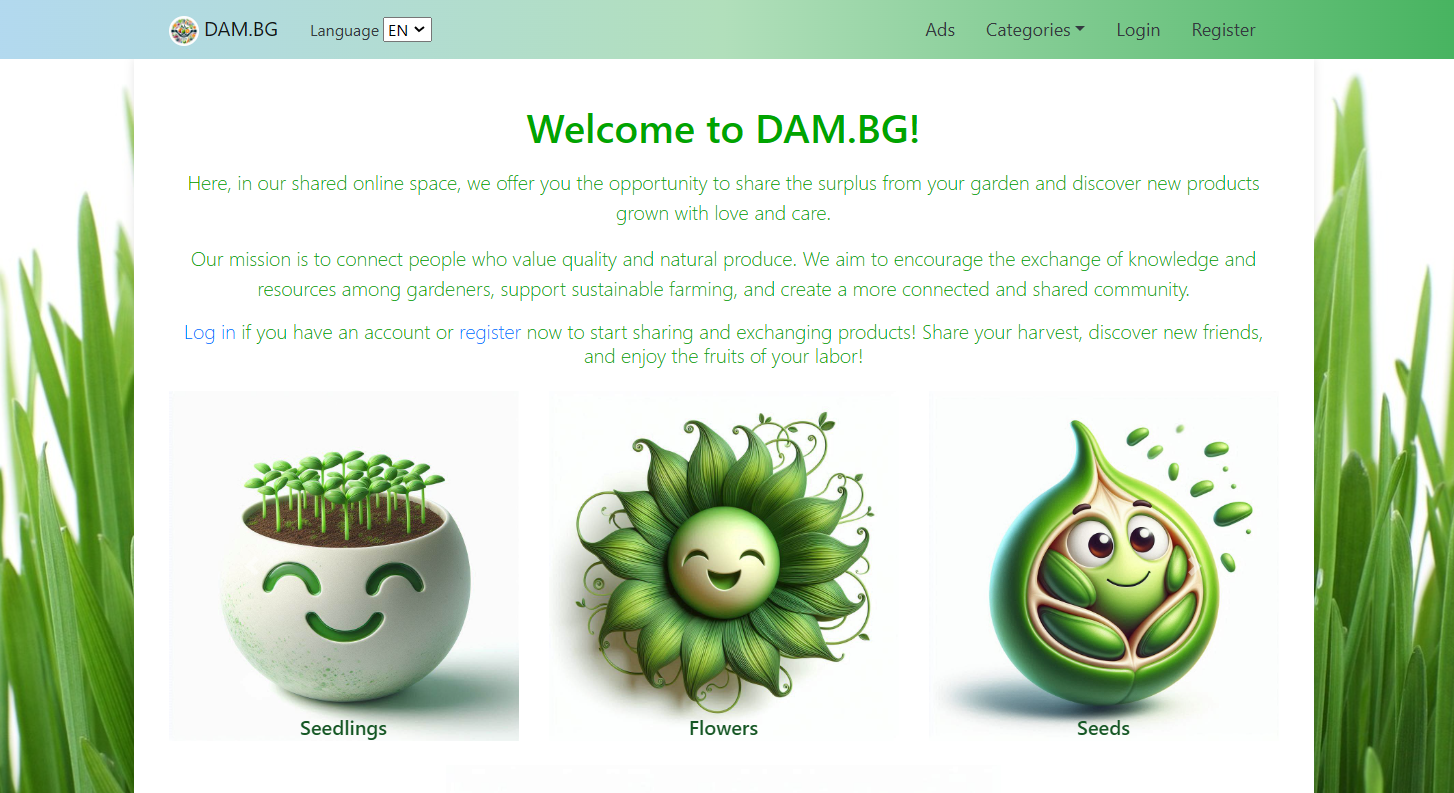 DAM.BG Language EN Ads Categories Login Register
Welcome to DAM.BG!
Here, in our shared online space, we offer you the opportunity to share the surplus from your garden and discover new products
grown with love and care.
Our mission is to connect people who value quality and natural produce. We aim to encourage the exchange of knowledge and
resources among gardeners, support sustainable farming, and create a more connected and shared community.
Log in if you have an account or register now to start sharing and exchanging products! Share your harvest, discover new friends,
and enjoy the fruits of your labor!
Seedlings Flowers Seeds